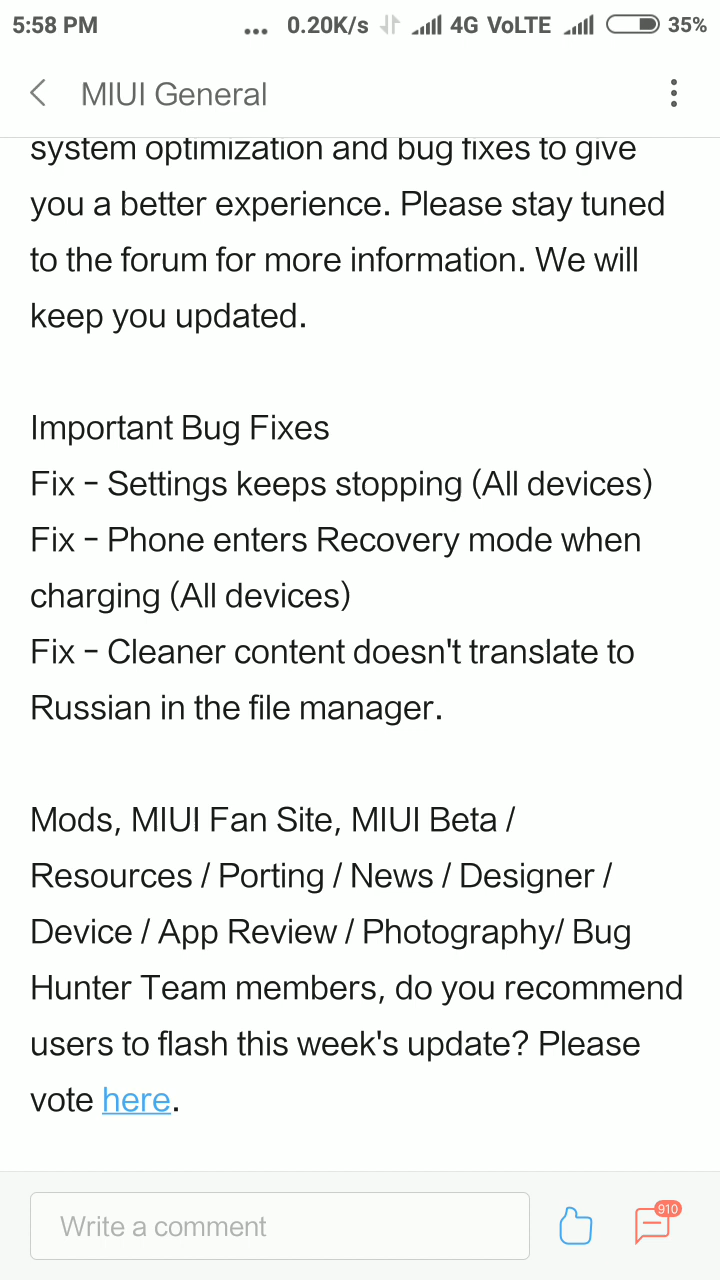 5:58 PM ... 0.20K/s 4G VoLTE 35%
MIUI General
system optimization and bug fixes to give
you a better experience. Please stay tuned
to the forum for more information. We will
keep you updated.
Important Bug Fixes
Fix - Settings keeps stopping (All devices)
Fix - Phone enters Recovery mode when
charging (All devices)
Fix - Cleaner content doesn't translate to
Russian in the file manager.
Mods, MIUI Fan Site, MIUI Beta /
Resources / Porting / News / Designer /
Device / App Review / Photography/ Bug
Hunter Team members, do you recommend
users to flash this week's update? Please
vote here.
Write a comment
910